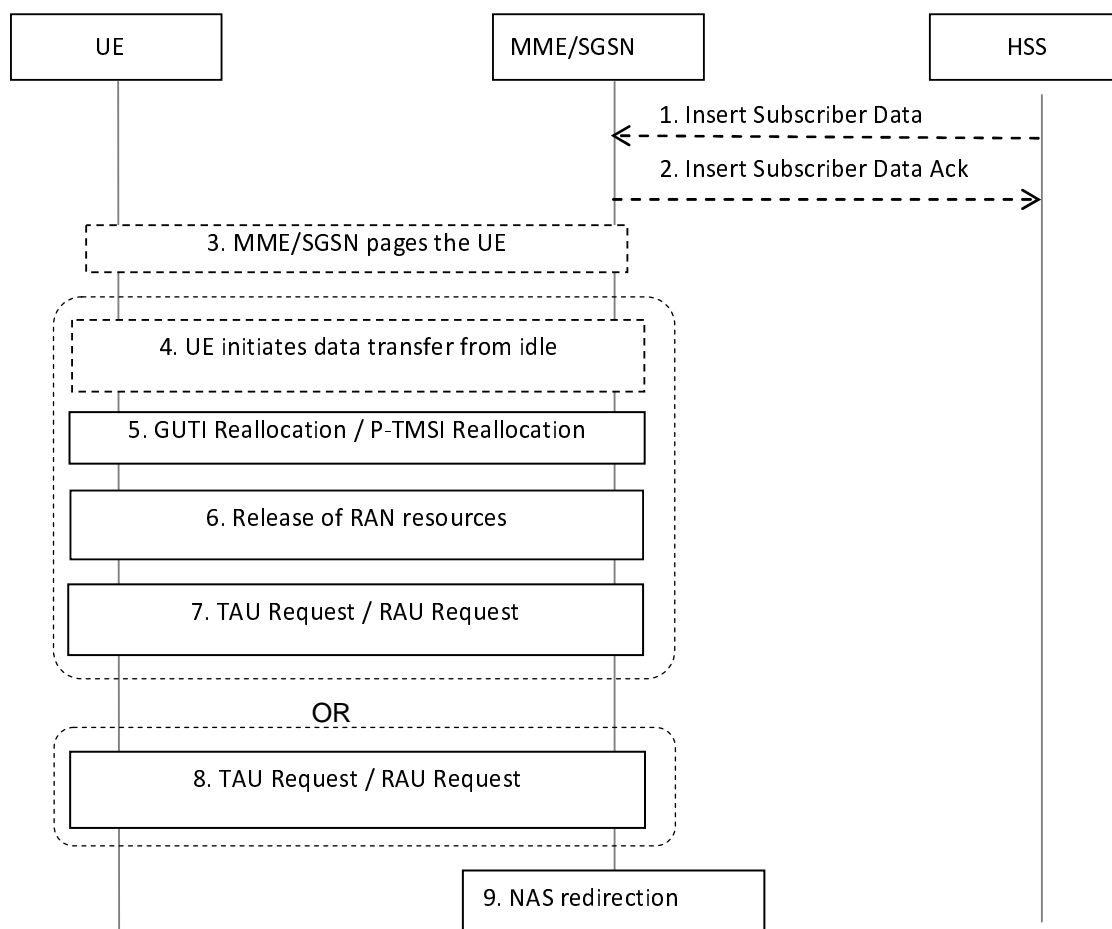 UE
MME/SGSN
HSS
1. Insert Subscriber Data
2. Insert Subscriber Data Ack
3. MME/SGSN pages the UE
4. UE initiates data transfer from idle
5. GUTI Reallocation / P-TMSI Reallocation
6. Release of RAN resources
7. TAU Request / RAU Request
OR
8. TAU Request / RAU Request
9. NAS redirection